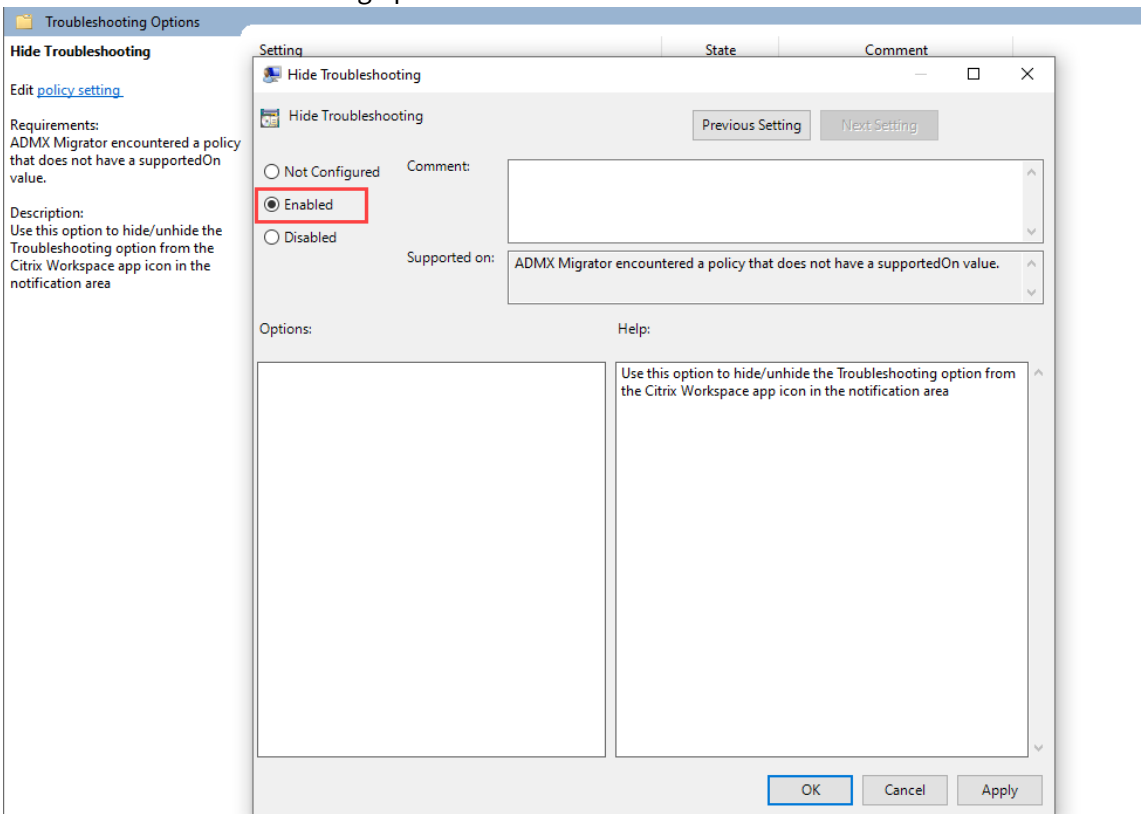 Troubleshooting Options
Hide Troubleshooting
Edit policy setting
Requirements:
ADMX Migrator encountered a policy
that does not have a supportedOn
value.
Description:
Use this option to hide/unhide the
Troubleshooting option from the
Citrix Workspace app icon in the
notification area
Setting State Comment
Hide Troubleshooting
Hide Troubleshooting
Previous Setting Next Setting
Not Configured Comment:
Enabled
Disabled
Supported on: ADMX Migrator encountered a policy that does not have a supportedOn value.
Options: Help:
Use this option to hide/unhide the Troubleshooting option from
the Citrix Workspace app icon in the notification area
OK Cancel Apply